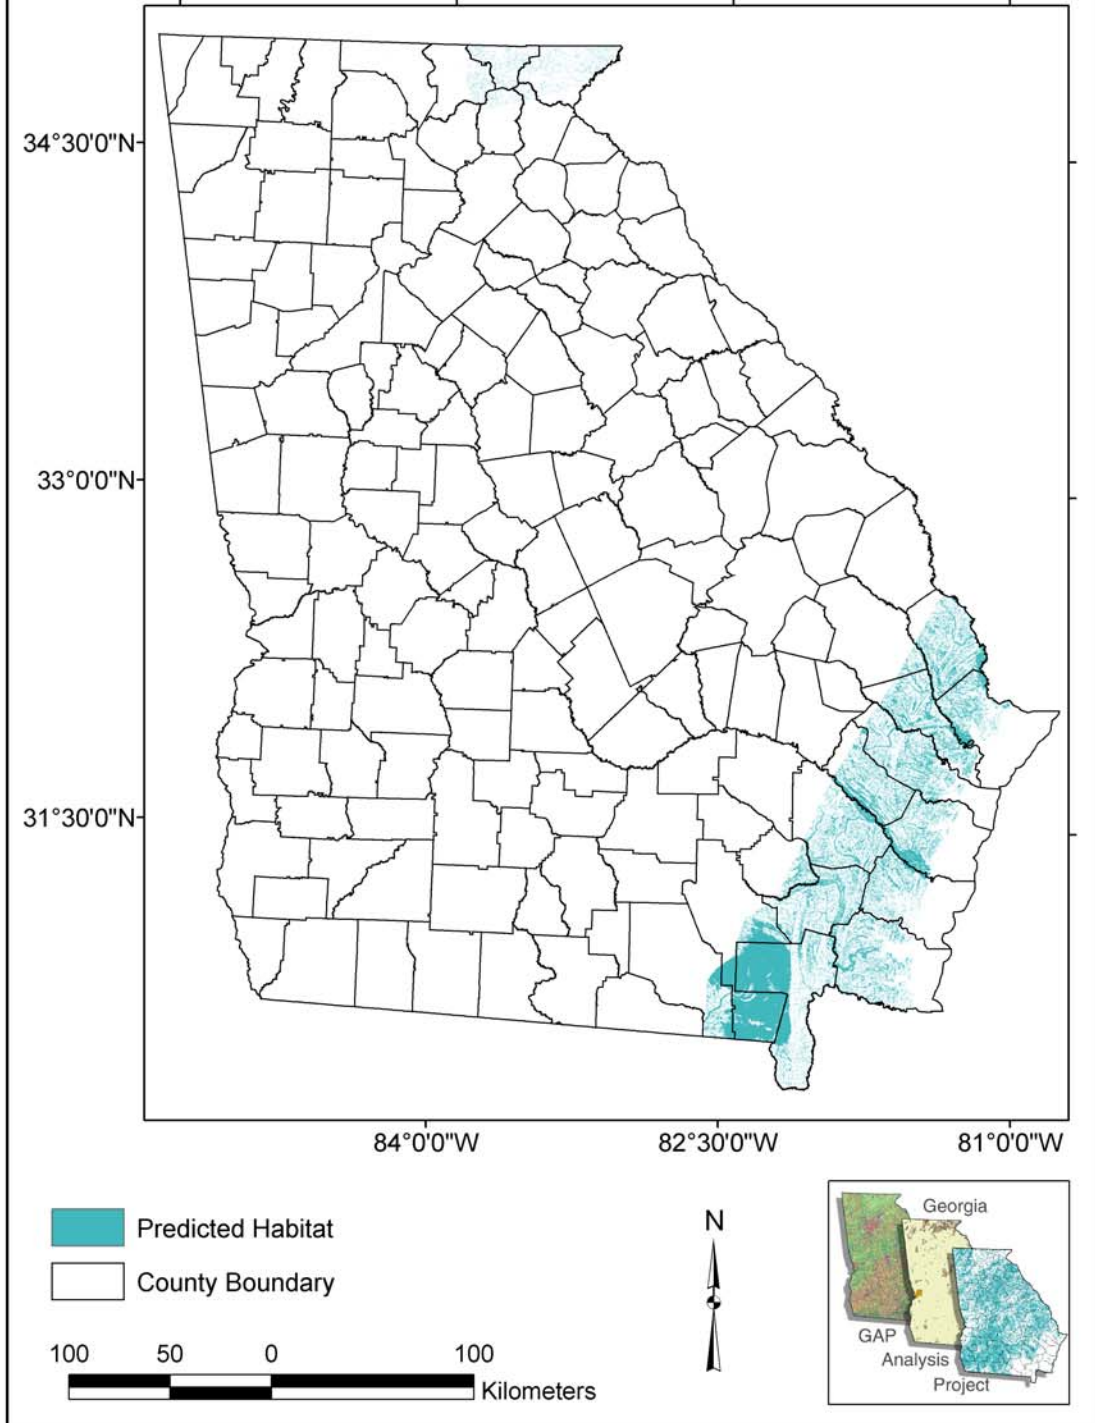 34°30'0"N
33°0'0"N
31°30'0"N
84°0'0"W 82°30'0"W 81°0'0"W
Predicted Habitat
County Boundary
N
100 50 0 100
Kilometers
Georgia
GAP
Analysis
Project